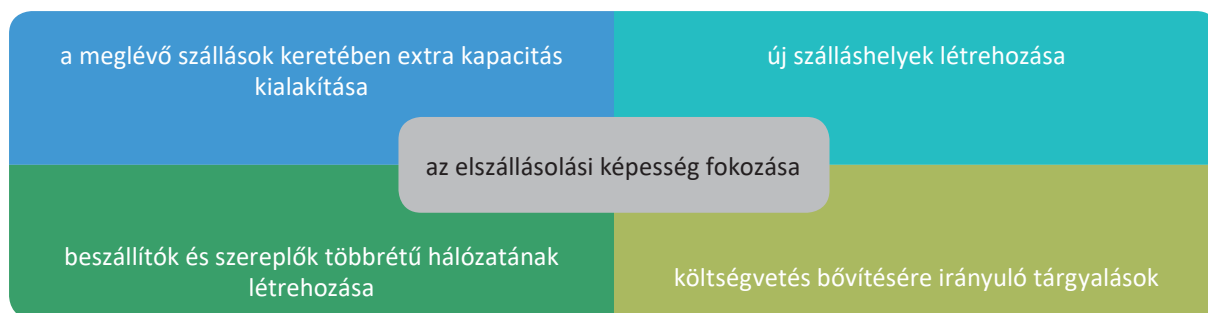 a meglévő szállások keretében extra kapacitás
kialakítása
új szálláshelyek létrehozása
az elszállásolási képesség fokozása
beszállítók és szereplők többrétű hálózatának
létrehozása
költségvetés bővítésére irányuló tárgyalások